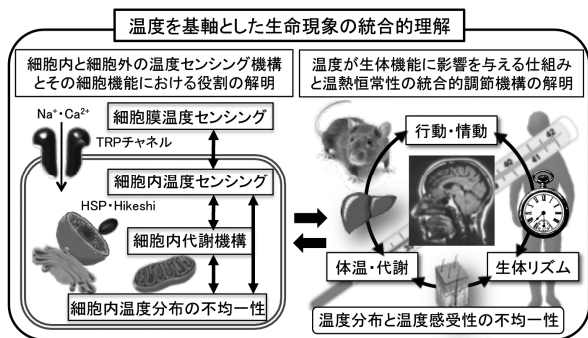 温度を基軸とした生命現象の統合的理解
細胞内と細胞外の温度センシング機構
とその細胞機能における役割の解明
Na⁺・Ca²⁺
TRPチャネル
細胞膜温度センシング
細胞内温度センシング
HSP・Hikeshi
細胞内代謝機構
細胞内温度分布の不均一性
温度が生体機能に影響を与える仕組み
と温熱恒常性の統合的調節機構の解明
行動・情動
体温・代謝
生体リズム
温度分布と温度感受性の不均一性
40
41
42